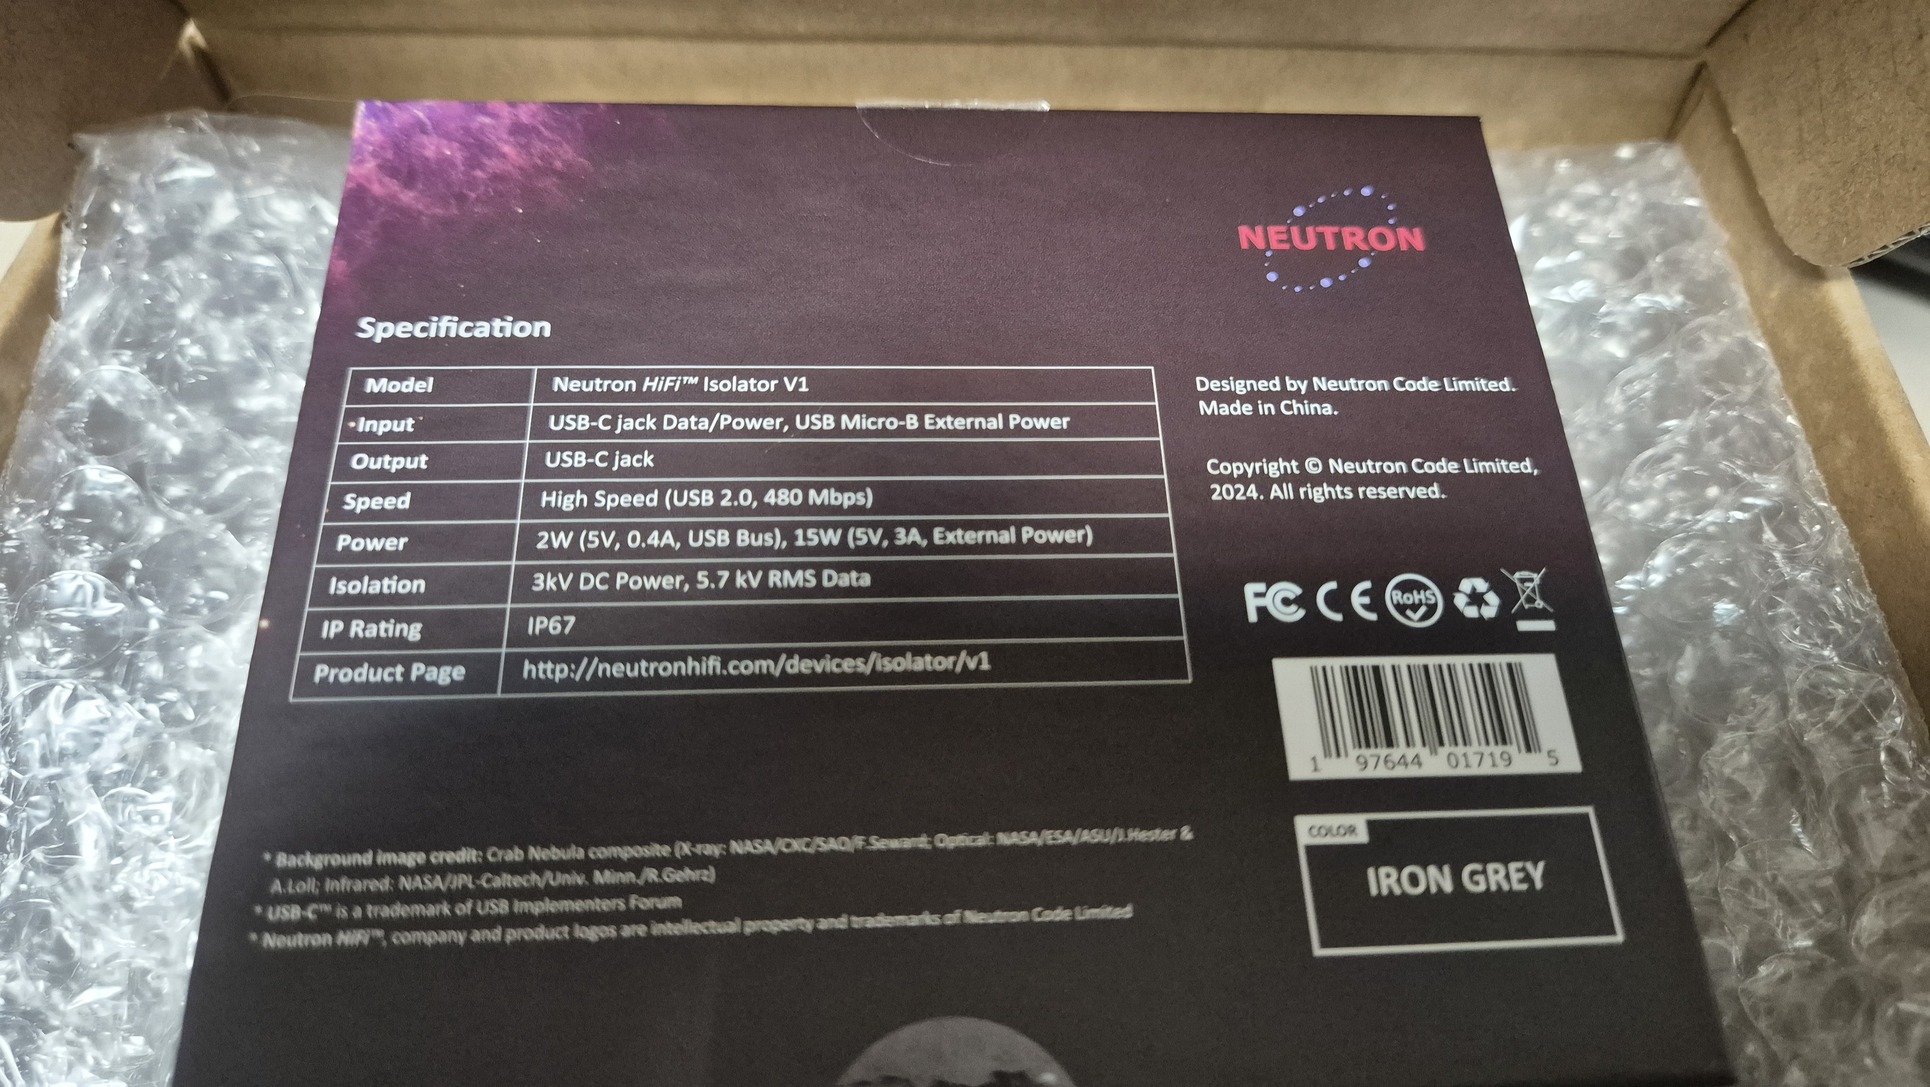 NEUTRON
Specification
Model Neutron HiFi™ Isolator V1
Input USB-C jack Data/Power, USB Micro-B External Power
Output USB-C jack
Speed High Speed (USB 2.0, 480 Mbps)
Power 2W (5V, 0.4A, USB Bus), 15W (5V, 3A, External Power)
Isolation 3kV DC Power, 5.7 kV RMS Data
IP Rating IP67
Product Page http://neutronhifi.com/devices/isolator/v1
Designed by Neutron Code Limited.
Made in China.
Copyright © Neutron Code Limited,
2024. All rights reserved.
FC CE RoHS
1 97644 01719 5
COLOR
IRON GREY
* Background image credit: Crab Nebula composite (X-ray: NASA/CXC/SAO/F.Seward; Optical: NASA/ESA/ASU/J.Hester &
A.Loll; Infrared: NASA/JPL-Caltech/Univ. Minn./R.Gehrz)
* USB-C™ is a trademark of USB Implementers Forum
* Neutron HiFi™, company and product logos are intellectual property and trademarks of Neutron Code Limited